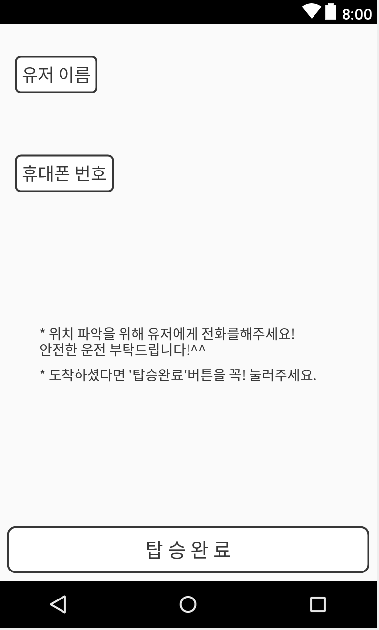 8:00
유저 이름
휴대폰 번호
* 위치 파악을 위해 유저에게 전화를해주세요!
안전한 운전 부탁드립니다!^^
* 도착하셨다면 '탑승완료'버튼을 꼭! 눌러주세요.
탑 승 완 료